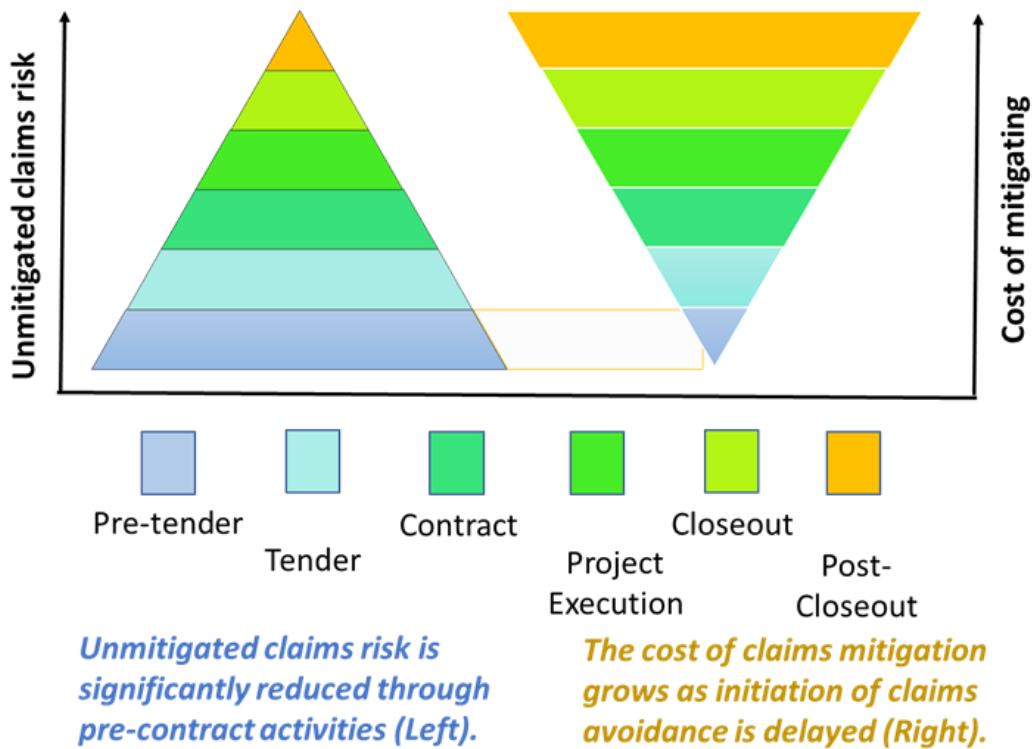 Unmitigated claims risk
Cost of mitigating
Pre-tender
Tender
Contract
Project
Execution
Closeout
Post-
Closeout
Unmitigated claims risk is
significantly reduced through
pre-contract activities (Left).
The cost of claims mitigation
grows as initiation of claims
avoidance is delayed (Right).